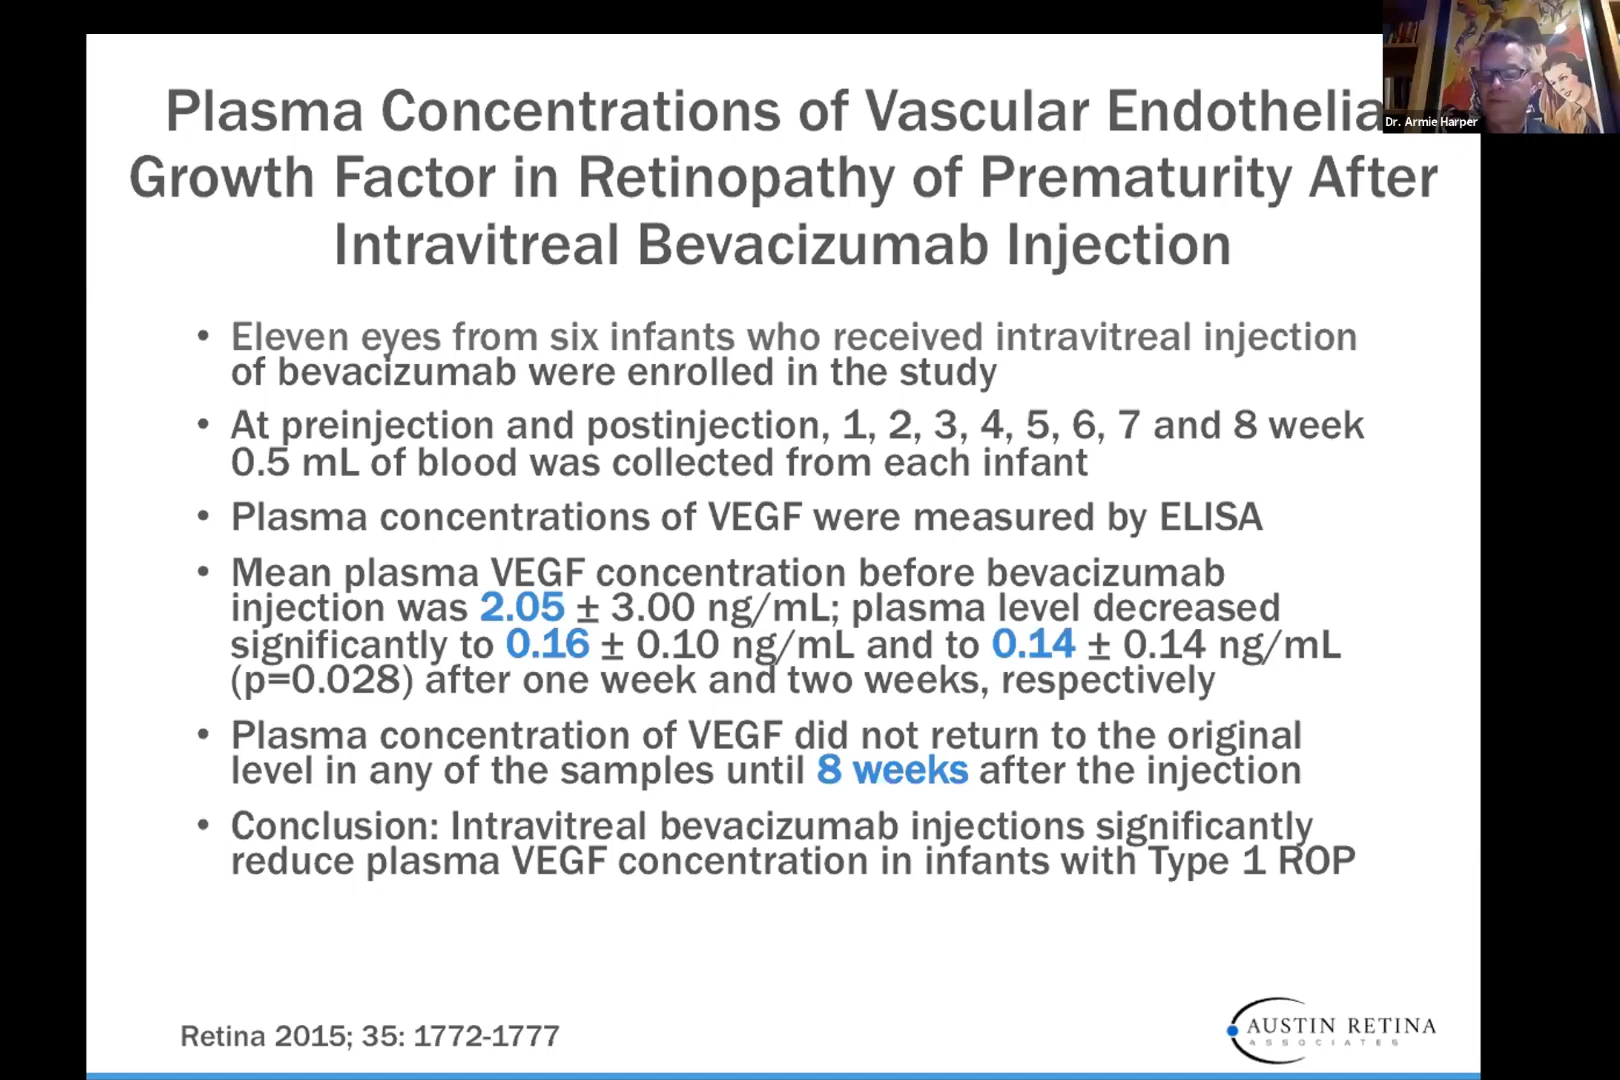 Plasma Concentrations of Vascular Endothelia
Growth Factor in Retinopathy of Prematurity After
Intravitreal Bevacizumab Injection
Dr. Armie Harper
• Eleven eyes from six infants who received intravitreal injection
of bevacizumab were enrolled in the study
• At preinjection and postinjection, 1, 2, 3, 4, 5, 6, 7 and 8 week
0.5 mL of blood was collected from each infant
• Plasma concentrations of VEGF were measured by ELISA
• Mean plasma VEGF concentration before bevacizumab
injection was 2.05 ± 3.00 ng/mL; plasma level decreased
significantly to 0.16 ± 0.10 ng/mL and to 0.14 ± 0.14 ng/mL
(p=0.028) after one week and two weeks, respectively
• Plasma concentration of VEGF did not return to the original
level in any of the samples until 8 weeks after the injection
• Conclusion: Intravitreal bevacizumab injections significantly
reduce plasma VEGF concentration in infants with Type 1 ROP
Retina 2015; 35: 1772-1777
AUSTIN RETINA
ASSOCIATES